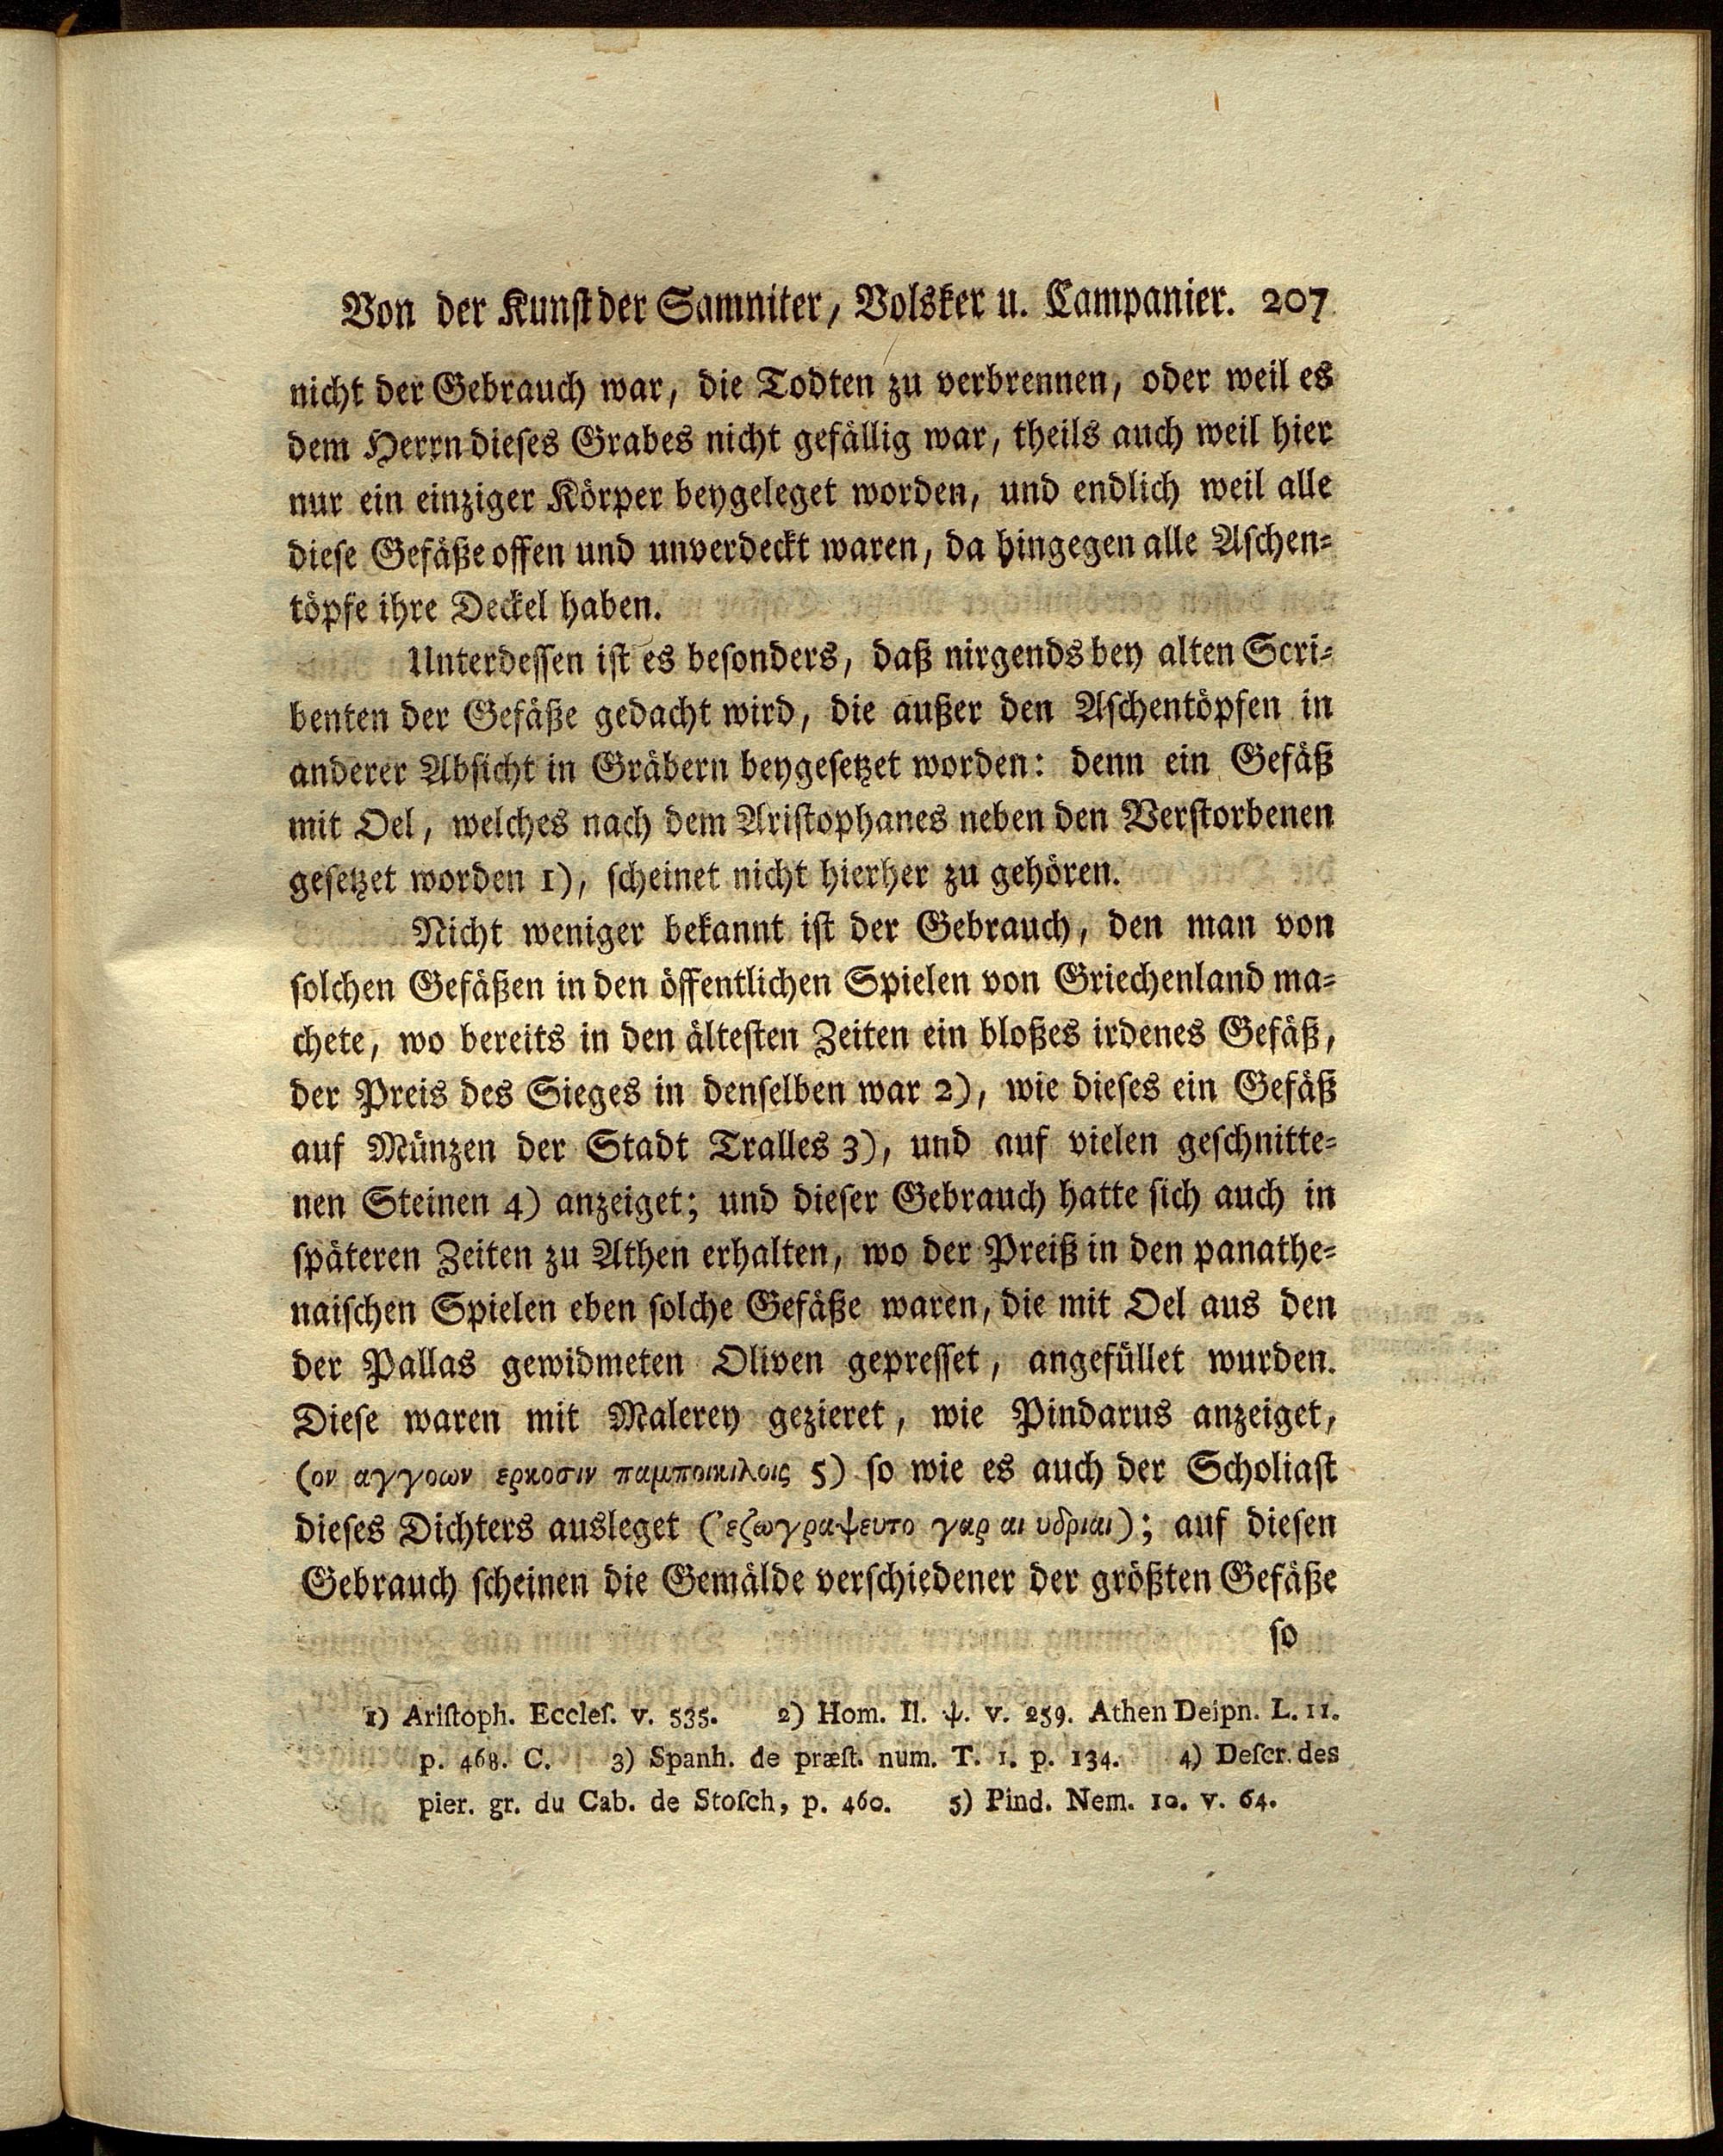 Von der Kunst der Samniter, Volsker u. Campanier. 207
nicht der Gebrauch war, die Todten zu verbrennen, oder weil es
dem Herrn dieses Grabes nicht gefällig war, theils auch weil hier
nur ein einziger Körper beygeleget worden, und endlich weil alle
diese Gefäße offen und unverdeckt waren, da hingegen alle Aschen-
töpfe ihre Deckel haben.
Unterdessen ist es besonders, daß nirgends bey alten Scri-
benten der Gefäße gedacht wird, die außer den Aschentöpfen in
anderer Absicht in Gräbern beygesetzet worden: denn ein Gefäß
mit Oel, welches nach dem Aristophanes neben den Verstorbenen
gesetzet worden 1), scheinet nicht hierher zu gehören.
Nicht weniger bekannt ist der Gebrauch, den man von
solchen Gefäßen in den öffentlichen Spielen von Griechenland ma-
chete, wo bereits in den ältesten Zeiten ein bloßes irdenes Gefäß,
der Preis des Sieges in denselben war 2), wie dieses ein Gefäß
auf Münzen der Stadt Tralles 3), und auf vielen geschnitte-
nen Steinen 4) anzeiget; und dieser Gebrauch hatte sich auch in
späteren Zeiten zu Athen erhalten, wo der Preiß in den panathe-
naischen Spielen eben solche Gefäße waren, die mit Oel aus den
der Pallas gewidmeten Oliven gepresset, angefüllet wurden.
Diese waren mit Malerey gezieret, wie Pindarus anzeiget,
(ον αγγοων ερκοσιν παμποικιλοις 5) so wie es auch der Scholiast
dieses Dichters ausleget (ʼεζωγραψευτο γαρ αι υδριαι); auf diesen
Gebrauch scheinen die Gemälde verschiedener der größten Gefäße
so
1) Ariſtoph. Eccleſ. v. 535. 2) Hom. Il. ψ. v. 259. Athen Deipn. L. 11.
p. 468. C. 3) Spanh. de præſt. num. T. 1. p. 134. 4) Deſcr. des
pier. gr. du Cab. de Stoſch, p. 460. 5) Pind. Nem. 10. v. 64.